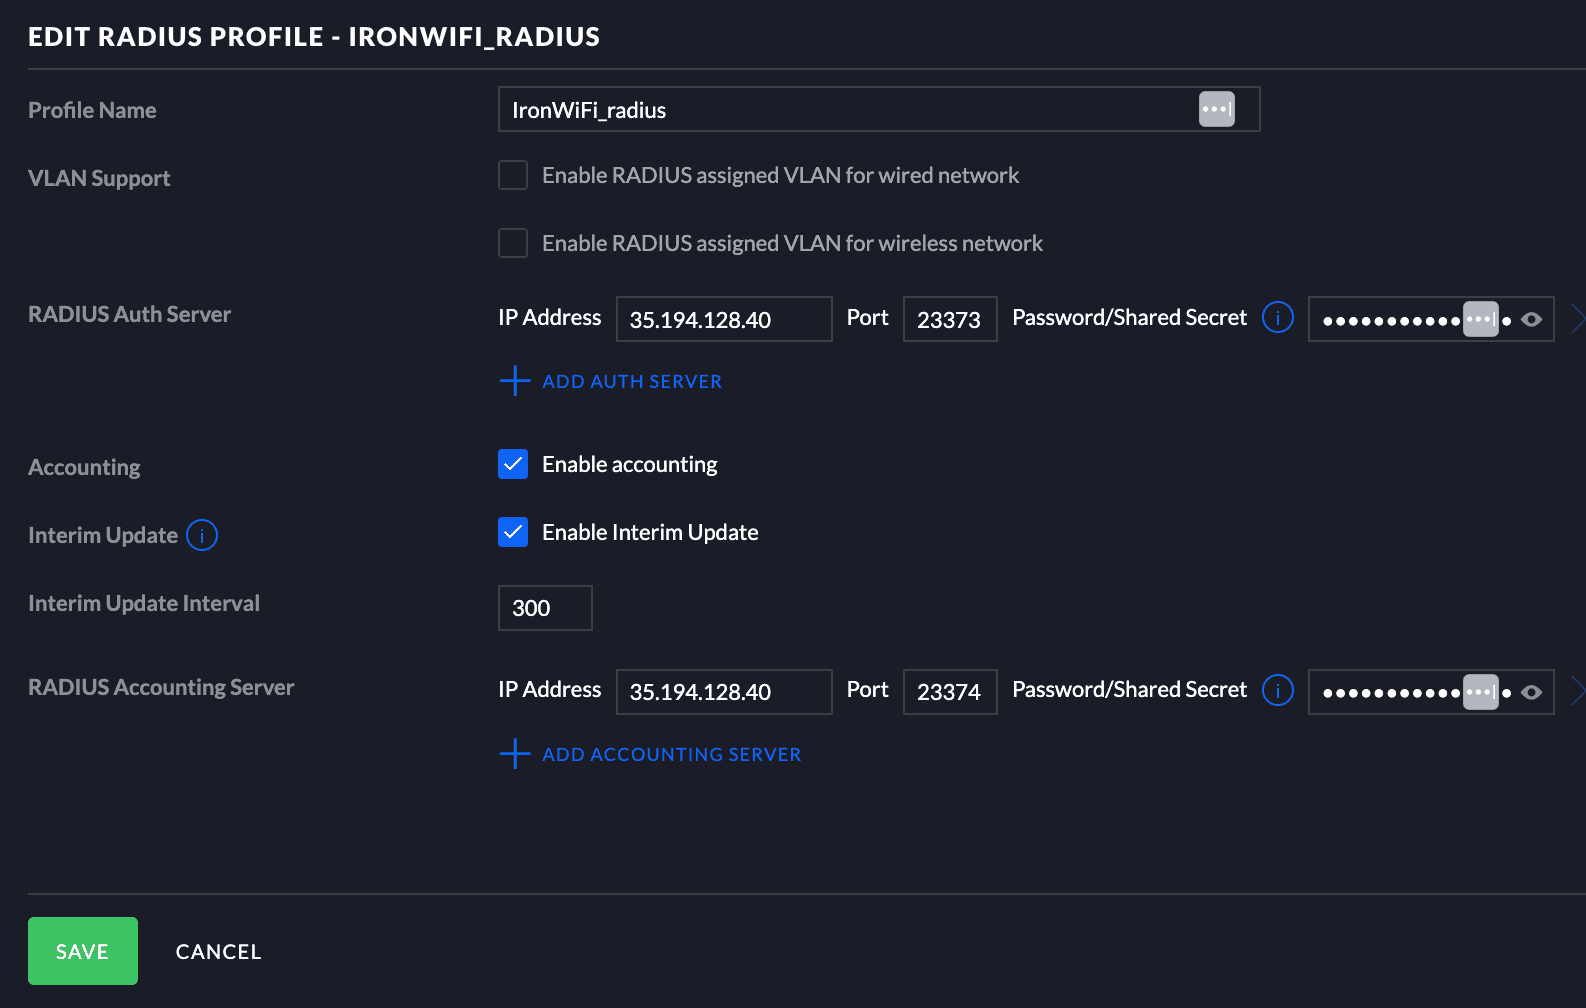 EDIT RADIUS PROFILE - IRONWIFI_RADIUS
Profile Name IronWiFi_radius
VLAN Support Enable RADIUS assigned VLAN for wired network
Enable RADIUS assigned VLAN for wireless network
RADIUS Auth Server IP Address 35.194.128.40 Port 23373 Password/Shared Secret
ADD AUTH SERVER
Accounting Enable accounting
Interim Update Enable Interim Update
Interim Update Interval 300
RADIUS Accounting Server IP Address 35.194.128.40 Port 23374 Password/Shared Secret
ADD ACCOUNTING SERVER
SAVE CANCEL